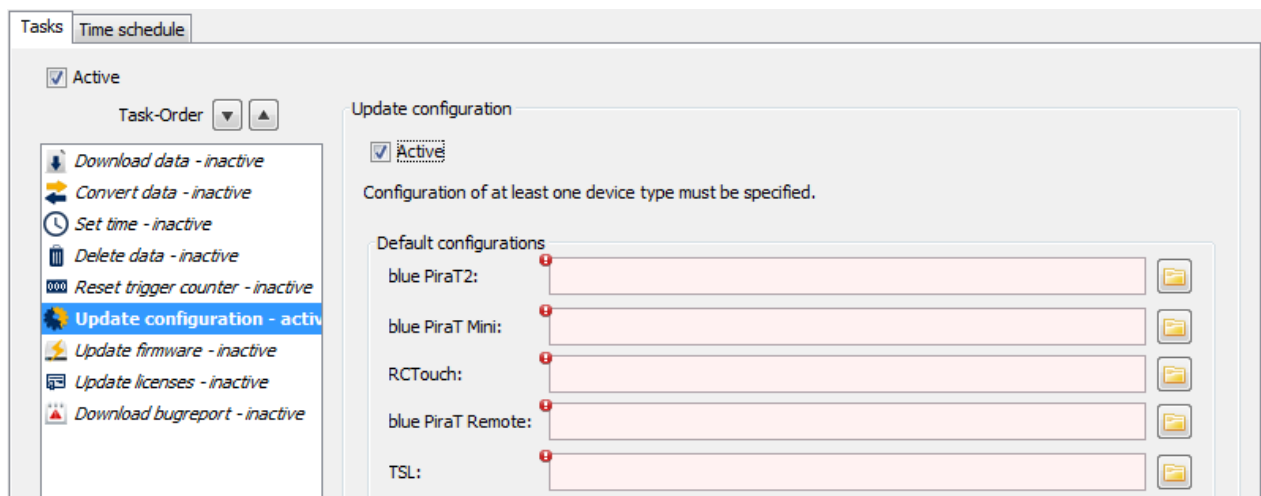 Tasks Time schedule
Active
Task-Order
Download data - inactive
Convert data - inactive
Set time - inactive
Delete data - inactive
000 Reset trigger counter - inactive
Update configuration - activ
Update firmware - inactive
Update licenses - inactive
Download bugreport - inactive
Update configuration
Active
Configuration of at least one device type must be specified.
Default configurations
blue PiraT2:
blue PiraT Mini:
RCTouch:
blue PiraT Remote:
TSL: